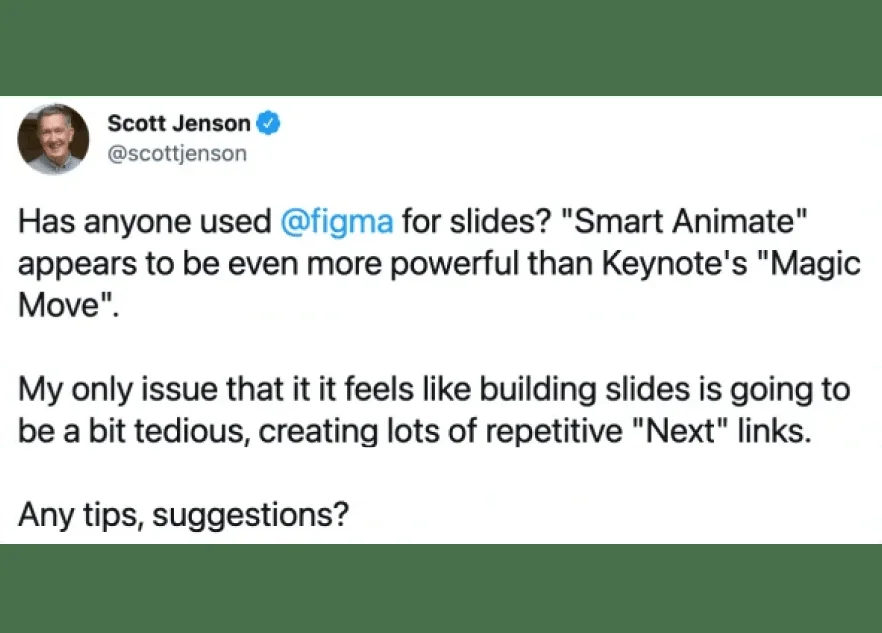 Scott Jenson
@scottjenson
Has anyone used @figma for slides? "Smart Animate"
appears to be even more powerful than Keynote's "Magic
Move".
My only issue that it it feels like building slides is going to
be a bit tedious, creating lots of repetitive "Next" links.
Any tips, suggestions?